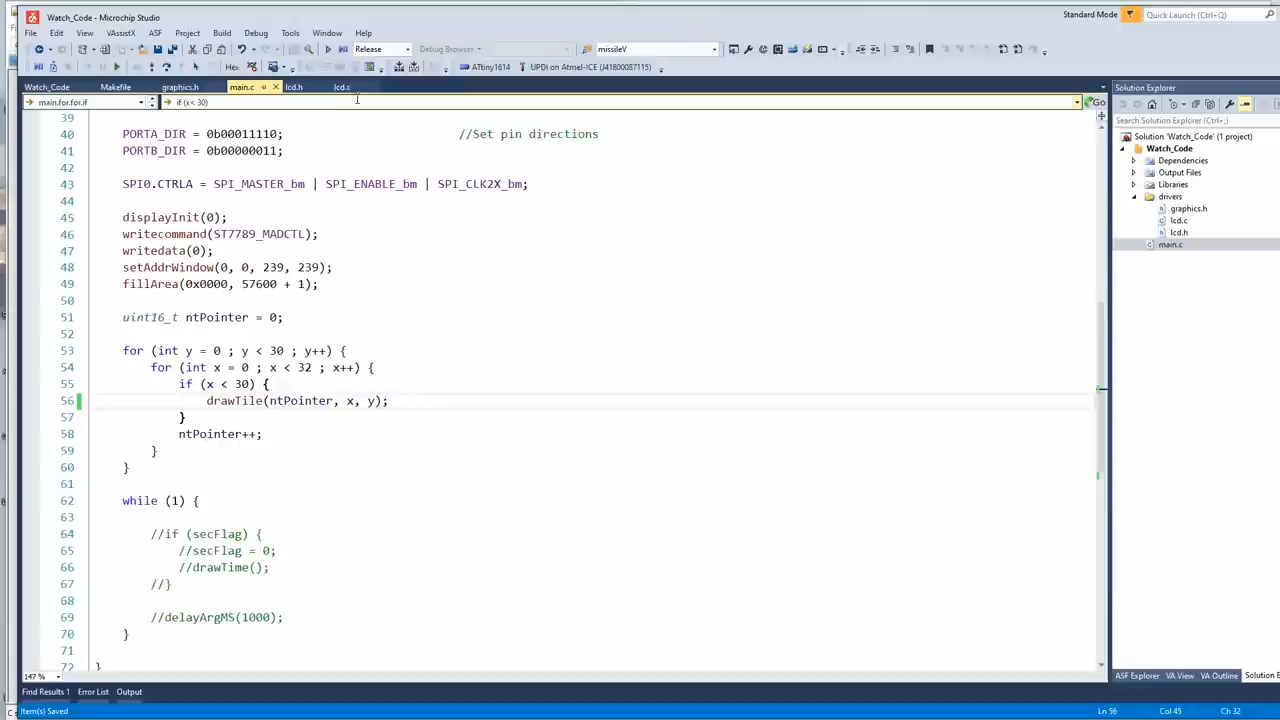 Watch_Code - Microchip Studio
Standard Mode
Quick Launch (Ctrl+Q)
File Edit View VAssistX ASF Project Build Debug Tools Window Help
Release
Debug Browser
missileV
Hex
ATtiny1614
UPDI on Atmel-ICE (J41800087115)
Watch_Code Makefile graphics.h main.c lcd.h lcd.c
main.for.for.if
if (x< 30)
Go
39
40 PORTA_DIR = 0b00011110; //Set pin directions
41 PORTB_DIR = 0b00000011;
42
43 SPI0.CTRLA = SPI_MASTER_bm | SPI_ENABLE_bm | SPI_CLK2X_bm;
44
45 displayInit(0);
46 writecommand(ST7789_MADCTL);
47 writedata(0);
48 setAddrWindow(0, 0, 239, 239);
49 fillArea(0x0000, 57600 + 1);
50
51 uint16_t ntPointer = 0;
52
53 for (int y = 0 ; y < 30 ; y++) {
54 for (int x = 0 ; x < 32 ; x++) {
55 if (x < 30) {
56 drawTile(ntPointer, x, y);
57 }
58 ntPointer++;
59 }
60 }
61
62 while (1) {
63
64 //if (secFlag) {
65 //secFlag = 0;
66 //drawTime();
67 //}
68
69 //delayArgMS(1000);
70 }
71
72 }
147 %
Find Results 1 Error List Output
Item(s) Saved
Ln 56 Col 45 Ch 32
Solution Explorer
Search Solution Explorer (Ctrl+;)
Solution 'Watch_Code' (1 project)
Watch_Code
Dependencies
Output Files
Libraries
drivers
graphics.h
lcd.c
lcd.h
main.c
ASF Explorer VA View VA Outline Solution E